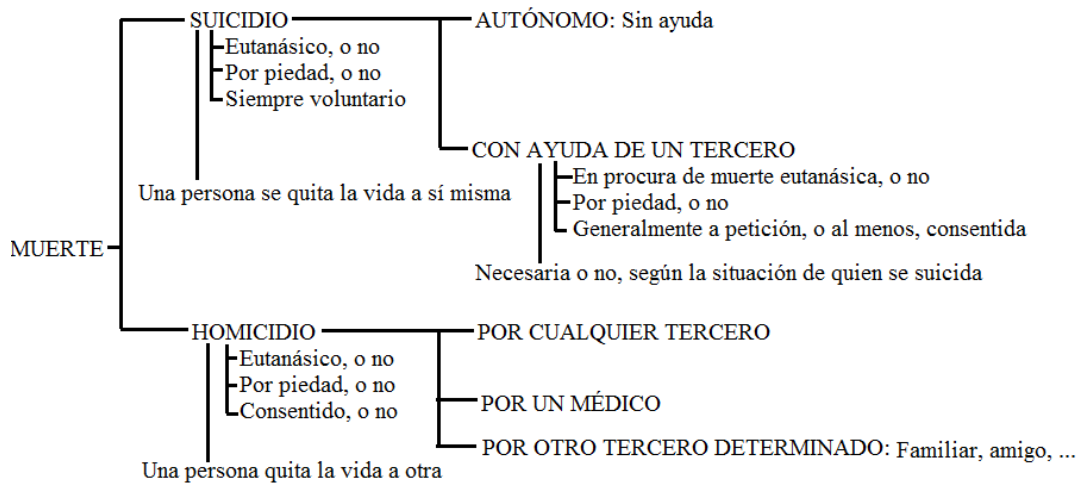 SUICIDIO
Eutanásico, o no
Por piedad, o no
Siempre voluntario
Una persona se quita la vida a sí misma
AUTÓNOMO: Sin ayuda
CON AYUDA DE UN TERCERO
En procura de muerte eutanásica, o no
Por piedad, o no
Generalmente a petición, o al menos, consentida
Necesaria o no, según la situación de quien se suicida
MUERTE
HOMICIDIO
Eutanásico, o no
Por piedad, o no
Consentido, o no
Una persona quita la vida a otra
POR CUALQUIER TERCERO
POR UN MÉDICO
POR OTRO TERCERO DETERMINADO: Familiar, amigo, ...